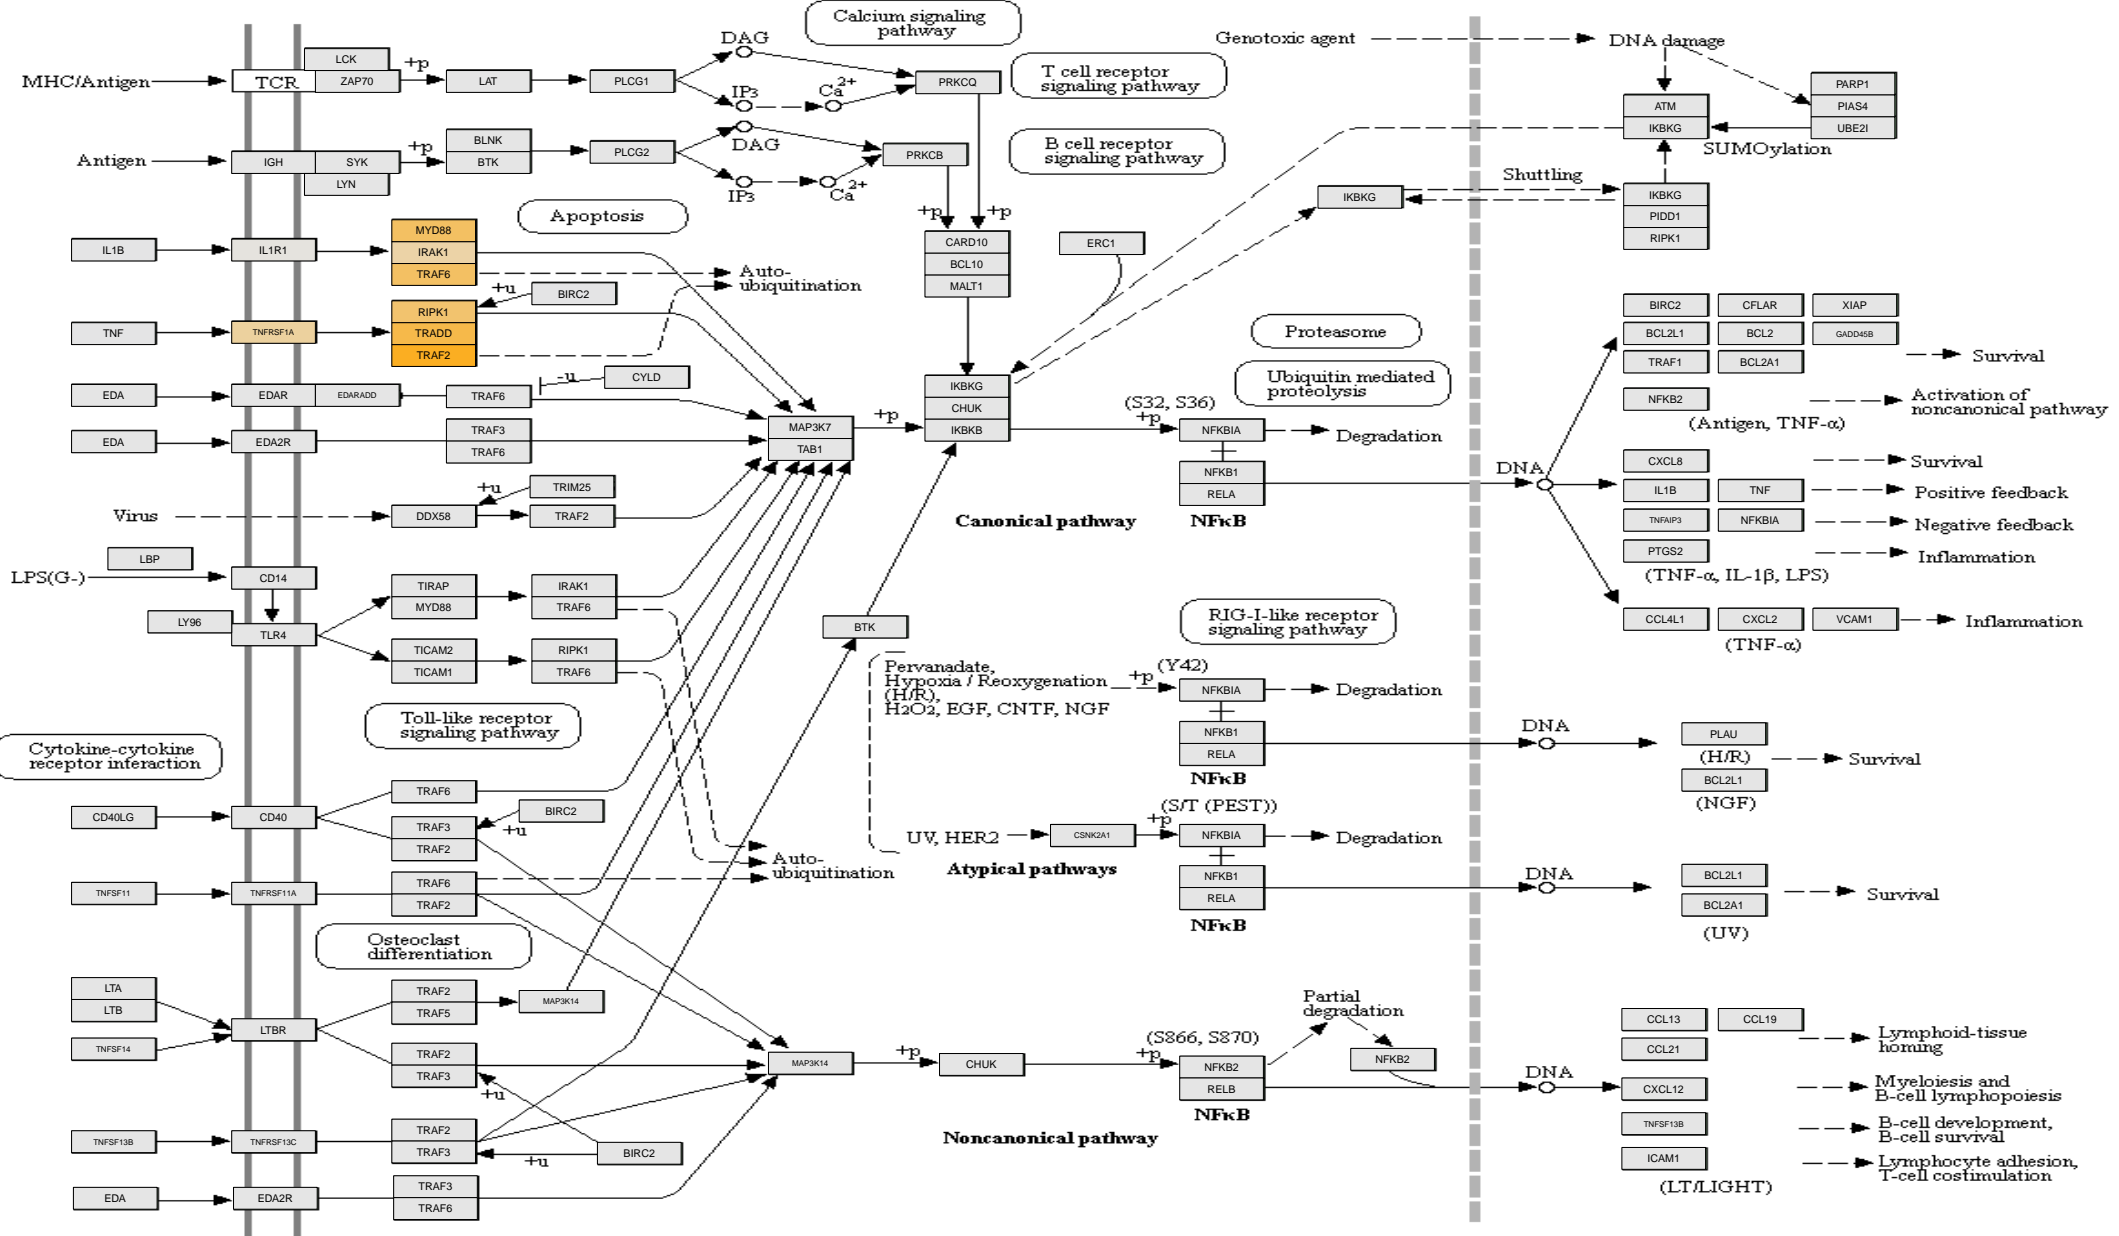 Calcium signaling
pathway
MHC/Antigen
TCR
LCK
ZAP70
+p
LAT
PLCG1
DAG
IP3
Ca2+
PRKCQ
T cell receptor
signaling pathway
Genotoxic agent
DNA damage
ATM
IKBKG
PARP1
PIAS4
UBE2I
SUMOylation
Antigen
IGH
SYK
LYN
+p
BLNK
BTK
PLCG2
DAG
IP3
Ca2+
PRKCB
B cell receptor
signaling pathway
+p
+p
IKBKG
Shuttling
IKBKG
PIDD1
RIPK1
Apoptosis
IL1B
IL1R1
MYD88
IRAK1
TRAF6
Auto-
ubiquitination
CARD10
BCL10
MALT1
ERC1
TNF
TNFRSF1A
RIPK1
TRADD
TRAF2
+u
BIRC2
Proteasome
Ubiquitin mediated
proteolysis
BIRC2
CFLAR
XIAP
BCL2L1
BCL2
GADD45B
TRAF1
BCL2A1
Survival
NFKB2
Activation of
noncanonical pathway
(Antigen, TNF-α)
EDA
EDAR
EDARADD
TRAF6
-u
CYLD
EDA
EDA2R
TRAF3
TRAF6
MAP3K7
TAB1
+p
IKBKG
CHUK
IKBKB
(S32, S36)
+p
NFKBIA
Degradation
NFKB1
RELA
NFκB
Canonical pathway
DNA
CXCL8
Survival
IL1B
TNF
Positive feedback
TNFAIP3
NFKBIA
Negative feedback
PTGS2
Inflammation
(TNF-α, IL-1β, LPS)
CCL4L1
CXCL2
VCAM1
Inflammation
(TNF-α)
Virus
DDX58
+u
TRIM25
TRAF2
LBP
LPS(G-)
CD14
LY96
TLR4
TIRAP
MYD88
IRAK1
TRAF6
TICAM2
TICAM1
RIPK1
TRAF6
BTK
RIG-I-like receptor
signaling pathway
Pervanadate,
Hypoxia / Reoxygenation
(H/R),
H2O2, EGF, CNTF, NGF
+p
(Y42)
NFKBIA
Degradation
NFKB1
RELA
NFκB
DNA
PLAU
(H/R)
BCL2L1
(NGF)
Survival
Toll-like receptor
signaling pathway
Cytokine-cytokine
receptor interaction
CD40LG
CD40
TRAF6
TRAF3
TRAF2
+u
BIRC2
Auto-
ubiquitination
UV, HER2
CSNK2A1
+p
(S/T (PEST))
NFKBIA
Degradation
NFKB1
RELA
NFκB
Atypical pathways
DNA
BCL2L1
BCL2A1
(UV)
Survival
TNFSF11
TNFRSF11A
TRAF6
TRAF2
Osteoclast
differentiation
LTA
LTB
TNFSF14
LTBR
TRAF2
TRAF5
MAP3K14
TRAF2
TRAF3
+u
MAP3K14
+p
CHUK
(S866, S870)
+p
NFKB2
RELB
NFκB
Partial
degradation
NFKB2
Noncanonical pathway
DNA
CCL13
CCL19
CCL21
Lymphoid-tissue
homing
CXCL12
Myeloiesis and
B-cell lymphopoiesis
TNFSF13B
B-cell development,
B-cell survival
ICAM1
Lymphocyte adhesion,
T-cell costimulation
(LT/LIGHT)
TNFSF13B
TNFRSF13C
TRAF2
TRAF3
+u
BIRC2
EDA
EDA2R
TRAF3
TRAF6